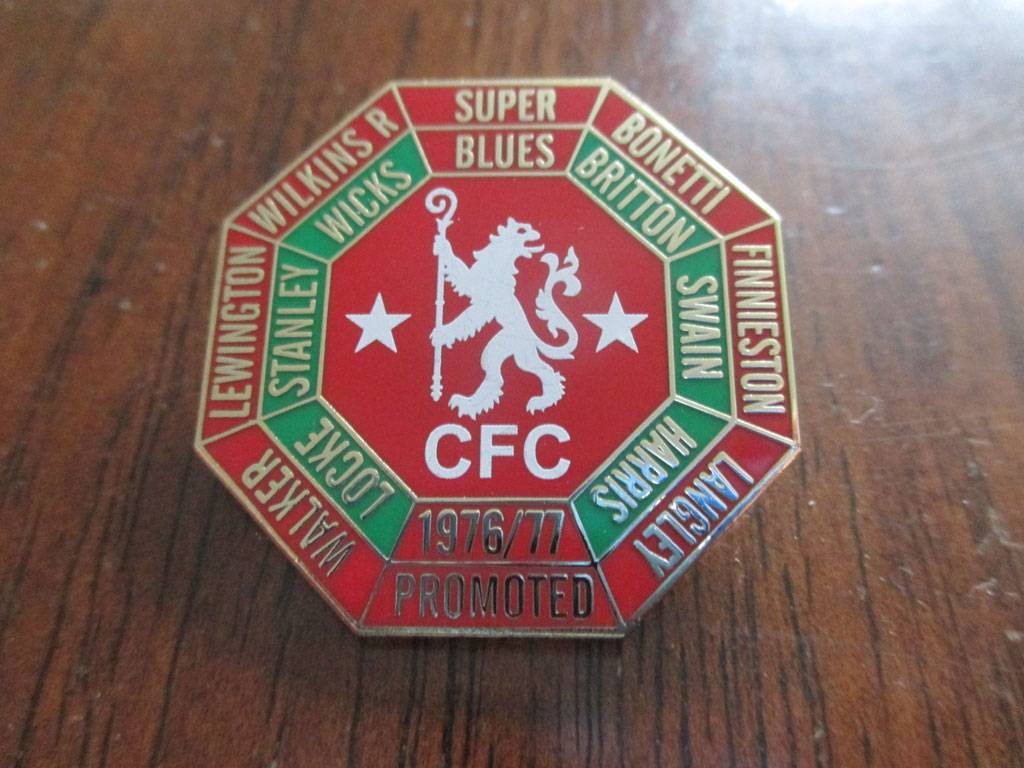 SUPER
BLUES
BONETTI
BRITTON
FINNIESTON
SWAIN
LANGLEY
HARRIS
1976/77
PROMOTED
WALKER
LOCKE
LEWINGTON
STANLEY
WILKINS R
WICKS
CFC